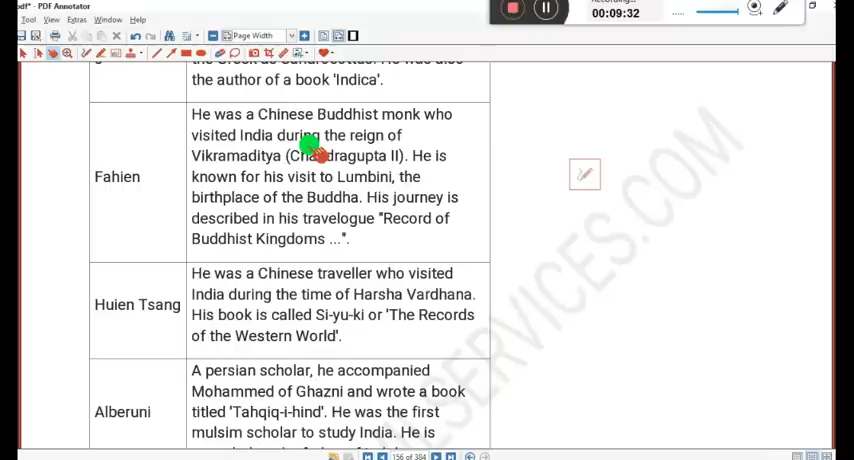 pdf* - PDF Annotator
Tool View Extras Window Help
00:09:32
Page Width
the author of a book 'Indica'.
He was a Chinese Buddhist monk who
visited India during the reign of
Vikramaditya (Chandragupta II). He is
Fahien
known for his visit to Lumbini, the
birthplace of the Buddha. His journey is
described in his travelogue "Record of
Buddhist Kingdoms ...".
He was a Chinese traveller who visited
India during the time of Harsha Vardhana.
Huien Tsang
His book is called Si-yu-ki or 'The Records
of the Western World'.
A persian scholar, he accompanied
Mohammed of Ghazni and wrote a book
Alberuni
titled 'Tahqiq-i-hind'. He was the first
mulsim scholar to study India. He is
156 of 384